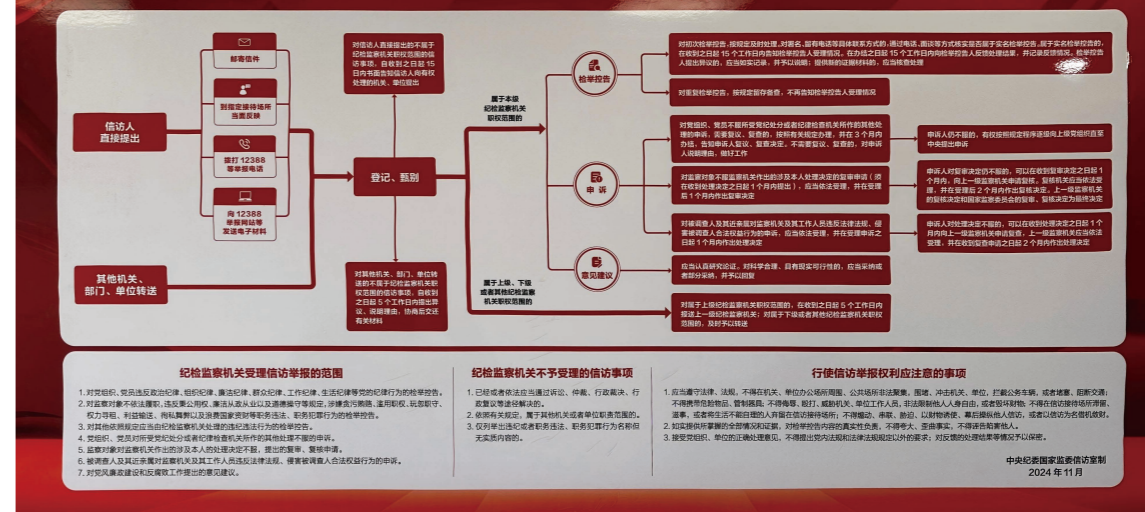 信访人
直接提出
其他机关、
部门、单位转送
邮寄信件
到指定接待场所
当面反映
拨打 12388
等举报电话
向 12388
举报网站等
发送电子材料
对信访人直接提出的不属于
纪检监察机关职权范围的信
访事项，自收到之日起 15
日内书面告知信访人向有权
处理的机关、单位提出
登记、甄别
对其他机关、部门、单位转
送的不属于纪检监察机关职
权范围的信访事项，自收到
之日起 5 个工作日内提出异
议、说明理由，协商后交还
有关材料
属于本级
纪检监察机关
职权范围的
属于上级、下级
或者其他纪检监察
机关职权范围的
检举控告
对初次检举控告，按规定及时处理。对署名、留有电话等具体联系方式的，通过电话、面谈等方式核实是否属于实名检举控告。属于实名检举控告的，
在收到之日起 15 个工作日内告知检举控告人受理情况，在办结之日起 15 个工作日内向检举控告人反馈处理结果，并记录反馈情况。检举控告
人提出异议的，应当如实记录，并予以说明；提供新的证据材料的，应当核查处理
对重复检举控告，按规定留存备查，不再告知检举控告人受理情况
申 诉
对党组织、党员不服所受党纪处分或者纪律检查机关所作的其他处
理的申诉，需要复议、复查的，按照有关规定办理，并在 3 个月内
办结，告知申诉人复议、复查决定。不需要复议、复查的，对申诉
人说明理由，做好工作
申诉人仍不服的，有权按照规定程序逐级向上级党组织直至
中央提出申诉
对监察对象不服监察机关作出的涉及本人处理决定的复审申请（须
在收到处理决定之日起 1 个月内提出），应当依法受理，并在受理
后 1 个月内作出复审决定
申诉人对复审决定仍不服的，可以在收到复审决定之日起 1
个月内，向上一级监察机关申请复核，复核机关应当依法受
理，并在受理后 2 个月内作出复核决定。上一级监察机关
的复核决定和国家监察委员会的复审、复核决定为最终决定
对被调查人及其近亲属对监察机关及其工作人员违反法律法规、侵
害被调查人合法权益行为的申诉，应当依法受理，并在受理申诉之
日起 1 个月内作出处理决定
申诉人对处理决定不服的，可以在收到处理决定之日起 1 个
月内向上一级监察机关申请复查，上一级监察机关应当依法
受理，并在收到复查申请之日起 2 个月内作出处理决定
意见建议
应当认真研究论证，对科学合理、具有现实可行性的，应当采纳或
者部分采纳，并予以回复
对属于上级纪检监察机关职权范围的，在收到之日起 5 个工作日内
报送上一级纪检监察机关；对属于下级或者其他纪检监察机关职权
范围的，及时予以转送
纪检监察机关受理信访举报的范围
1. 对党组织、党员违反政治纪律、组织纪律、廉洁纪律、群众纪律、工作纪律、生活纪律等党的纪律行为的检举控告。
2. 对监察对象不依法履职，违反秉公用权、廉洁从政从业以及道德操守等规定，涉嫌贪污贿赂、滥用职权、玩忽职守、
权力寻租、利益输送、徇私舞弊以及浪费国家资财等职务违法、职务犯罪行为的检举控告。
3. 对其他依照规定应当由纪检监察机关处理的违纪违法行为的检举控告。
4. 党组织、党员对所受党纪处分或者纪律检查机关所作的其他处理不服的申诉。
5. 监察对象对监察机关作出的涉及本人的处理决定不服，提出的复审、复核申请。
6. 被调查人及其近亲属对监察机关及其工作人员违反法律法规、侵害被调查人合法权益行为的申诉。
7. 对党风廉政建设和反腐败工作提出的意见建议。
纪检监察机关不予受理的信访事项
1. 已经或者依法应当通过诉讼、仲裁、行政裁决、行
政复议等途径解决的。
2. 依照有关规定，属于其他机关或者单位职责范围的。
3. 仅列举出违纪或者职务违法、职务犯罪行为名称但
无实质内容的。
行使信访举报权利应注意的事项
1. 应当遵守法律、法规，不得在机关、单位办公场所周围、公共场所非法聚集，围堵、冲击机关、单位，拦截公务车辆，或者堵塞、阻断交通；
不得携带危险物品、管制器具；不得侮辱、殴打、威胁机关、单位工作人员，非法限制他人人身自由，或者毁坏财物；不得在信访接待场所滞留、
滋事，或者将生活不能自理的人弃留在信访接待场所；不得煽动、串联、胁迫、以财物诱使、幕后操纵他人信访，或者以信访为名借机敛财。
2. 如实提供所掌握的全部情况和证据，对检举控告内容的真实性负责，不得夸大、歪曲事实，不得诬告陷害他人。
3. 接受党组织、单位的正确处理意见，不得提出党内法规和法律法规规定以外的要求；对反馈的处理结果等情况予以保密。
中央纪委国家监委信访室制
2024 年 11 月